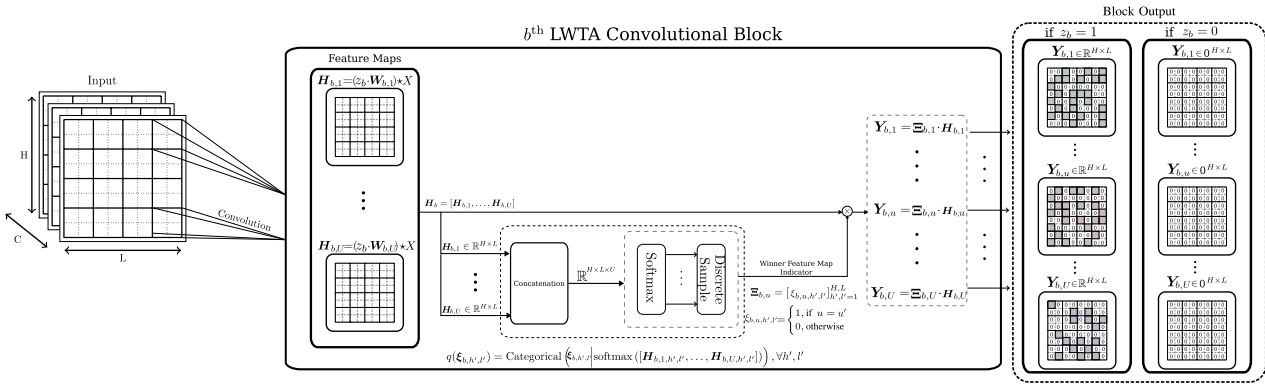 Block Output
b^th LWTA Convolutional Block
if z_b = 1
if z_b = 0
Feature Maps
Input
H
C
L
Convolution
H_{b,1}=(z_b·W_{b,1})⋆X
⋮
H_{b,U}=(z_b·W_{b,U})⋆X
H_b = [H_{b,1}, . . . , H_{b,U}]
H_{b,1} ∈ ℝ^{H×L}
⋮
H_{b,U} ∈ ℝ^{H×L}
Concatenation
ℝ^{H×L×U}
Softmax
. . .
Discrete
Sample
Winner Feature Map
Indicator
⊗
Ξ_{b,u} = [ξ_{b,u,h′,l′}]^{H,L}_{h′,l′=1}
ξ_{b,u,h′,l′} = { 1, if u = u′
0, otherwise
q(ξ_{b,h′,l′}) = Categorical (ξ_{b,h′,l′} | softmax ([H_{b,1,h′,l′}, . . . , H_{b,U,h′,l′}])) , ∀h′, l′
Y_{b,1} = Ξ_{b,1} · H_{b,1}
⋮
Y_{b,u} = Ξ_{b,u} · H_{b,u}
⋮
Y_{b,U} = Ξ_{b,U} · H_{b,U}
Y_{b,1}∈ℝ^{H×L}
⋮
Y_{b,u}∈ℝ^{H×L}
⋮
Y_{b,U}∈ℝ^{H×L}
Y_{b,1}∈0^{H×L}
⋮
Y_{b,u}∈0^{H×L}
⋮
Y_{b,U}∈0^{H×L}